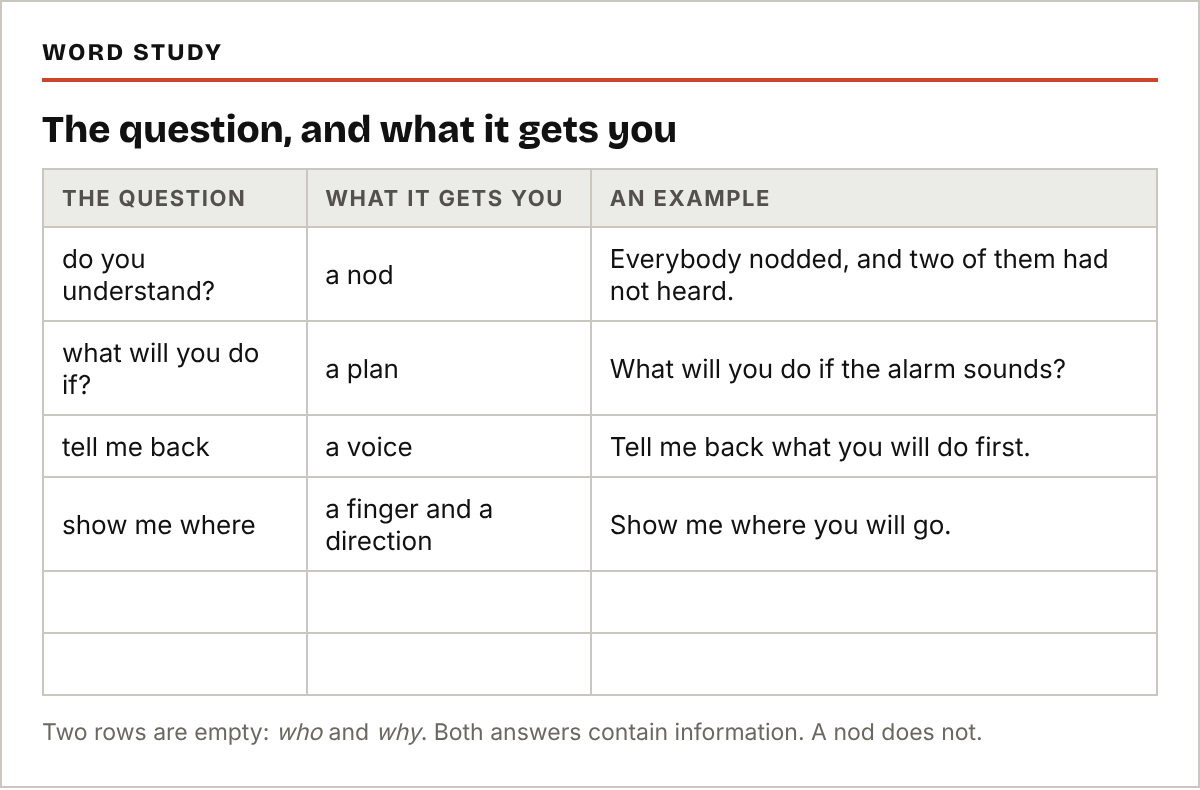 WORD STUDY
The question, and what it gets you
THE QUESTION
WHAT IT GETS YOU
AN EXAMPLE
do you
understand?
a nod
Everybody nodded, and two of them had
not heard.
what will you do
if?
a plan
What will you do if the alarm sounds?
tell me back
a voice
Tell me back what you will do first.
show me where
a finger and a
direction
Show me where you will go.
Two rows are empty: who and why. Both answers contain information. A nod does not.